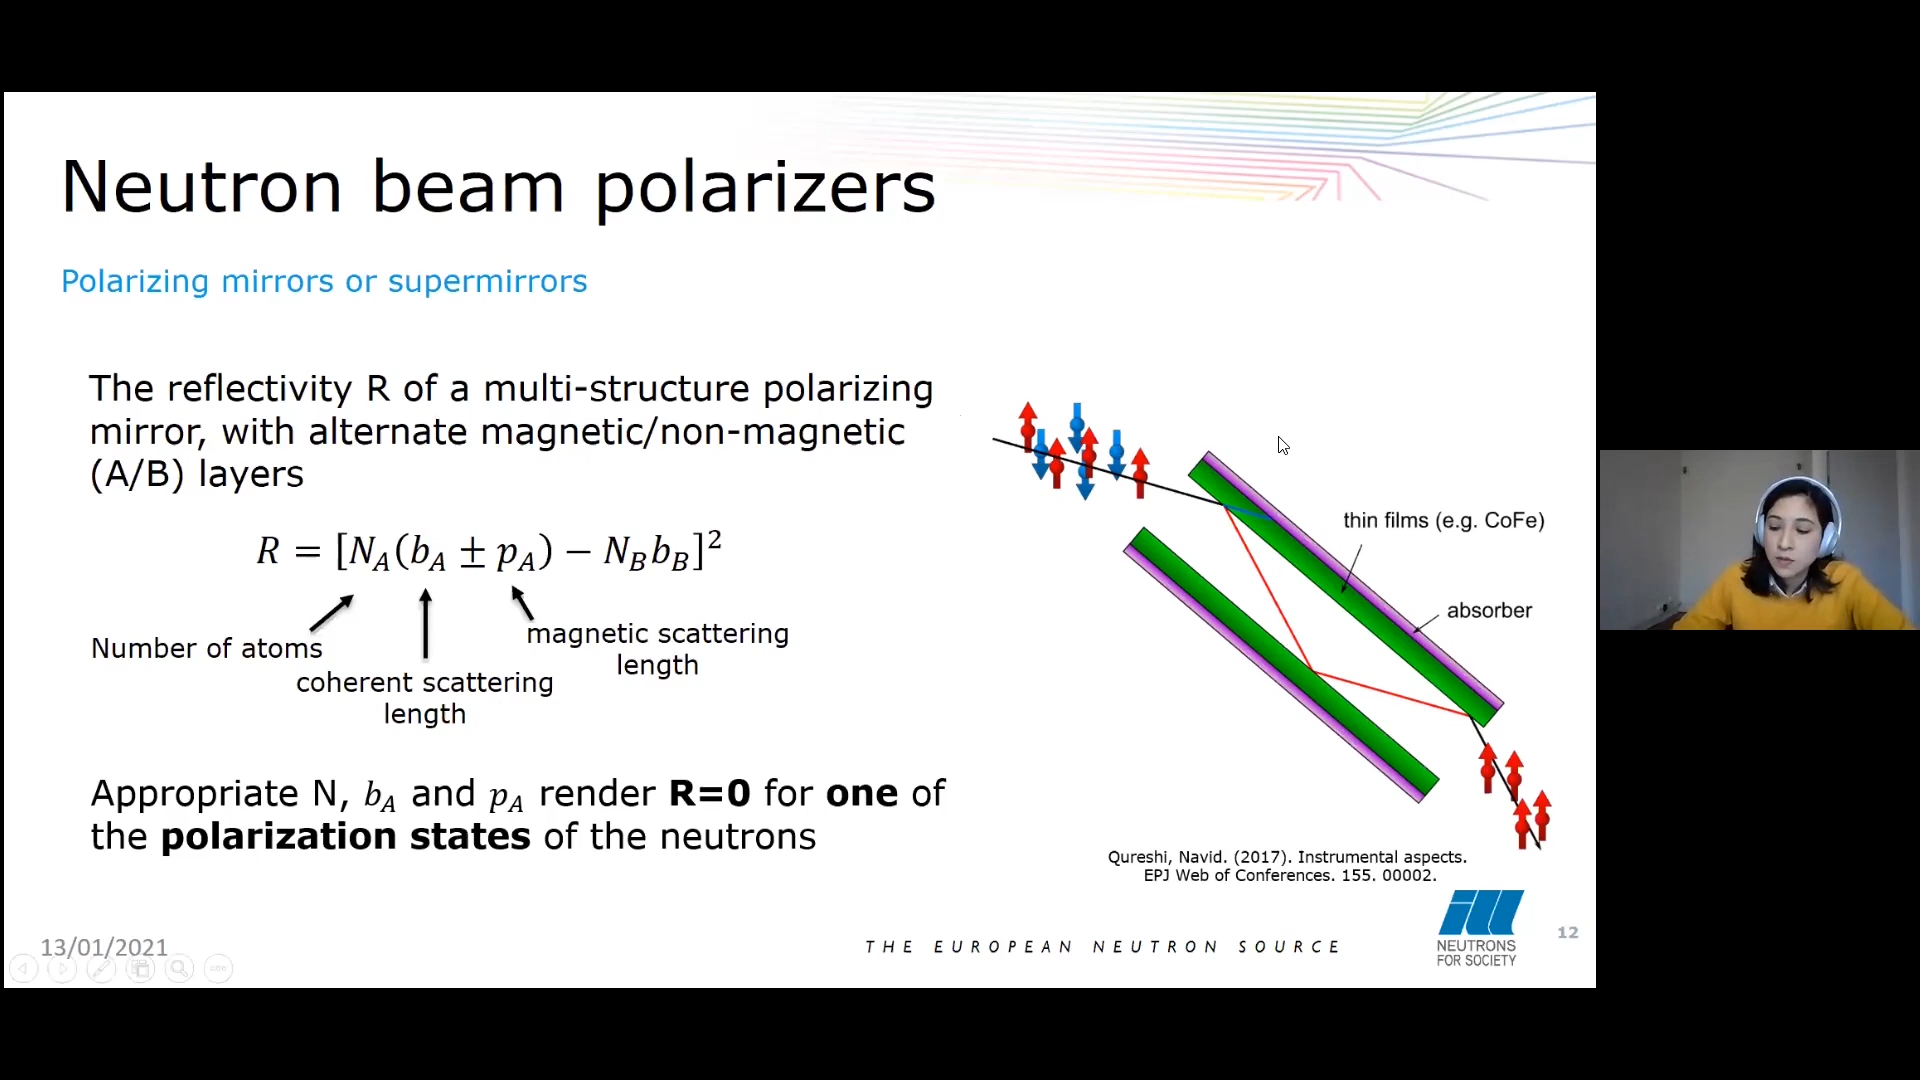 Neutron beam polarizers
Polarizing mirrors or supermirrors
The reflectivity R of a multi-structure polarizing
mirror, with alternate magnetic/non-magnetic
(A/B) layers
R = [N_A(b_A ± p_A) − N_B b_B]²
Number of atoms
coherent scattering
length
magnetic scattering
length
Appropriate N, b_A and p_A render R=0 for one of
the polarization states of the neutrons
thin films (e.g. CoFe)
absorber
Qureshi, Navid. (2017). Instrumental aspects.
EPJ Web of Conferences. 155. 00002.
13/01/2021
THE EUROPEAN NEUTRON SOURCE
ill
NEUTRONS
FOR SOCIETY
12